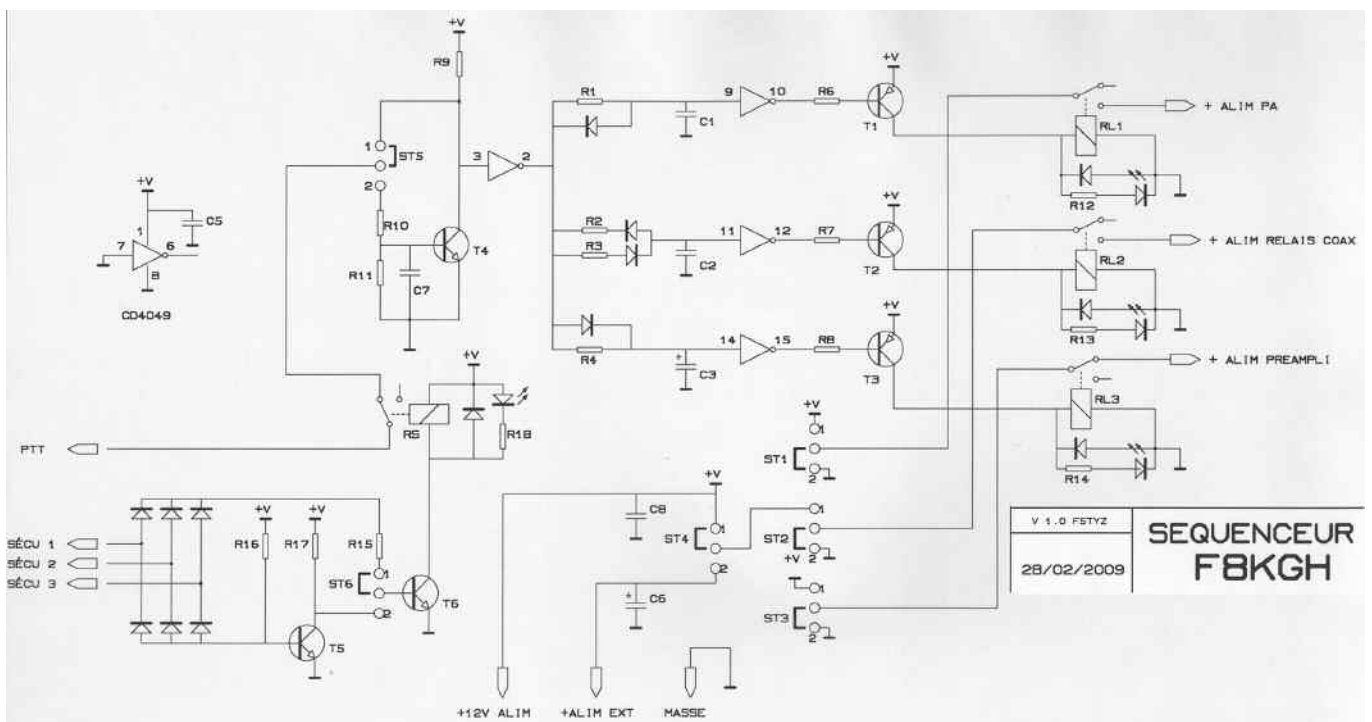 +V
R9
+V
+V
R1
9
10
R6
C1
T1
+ ALIM PA
RL1
R12
1
ST5
2
3
2
+V
C5
1
7
6
8
CD4049
R10
R11
C7
T4
R2
R3
11
12
R7
C2
+V
T2
+ ALIM RELAIS COAX
RL2
R13
R4
14
15
R8
+
C3
+V
T3
+ ALIM PREAMPLI
RL3
R14
+V
R5
R18
PTT
+V
1
ST1
2
+V
C8
1
ST4
2
1
ST2
2
+
C6
+V
1
ST3
2
SÉCU 1
SÉCU 2
SÉCU 3
+V
+V
R16
R17
R15
1
ST6
2
T6
T5
+12V ALIM
+ALIM EXT
MASSE
V 1.0 F5TYZ
28/02/2009
SEQUENCEUR
F8KGH